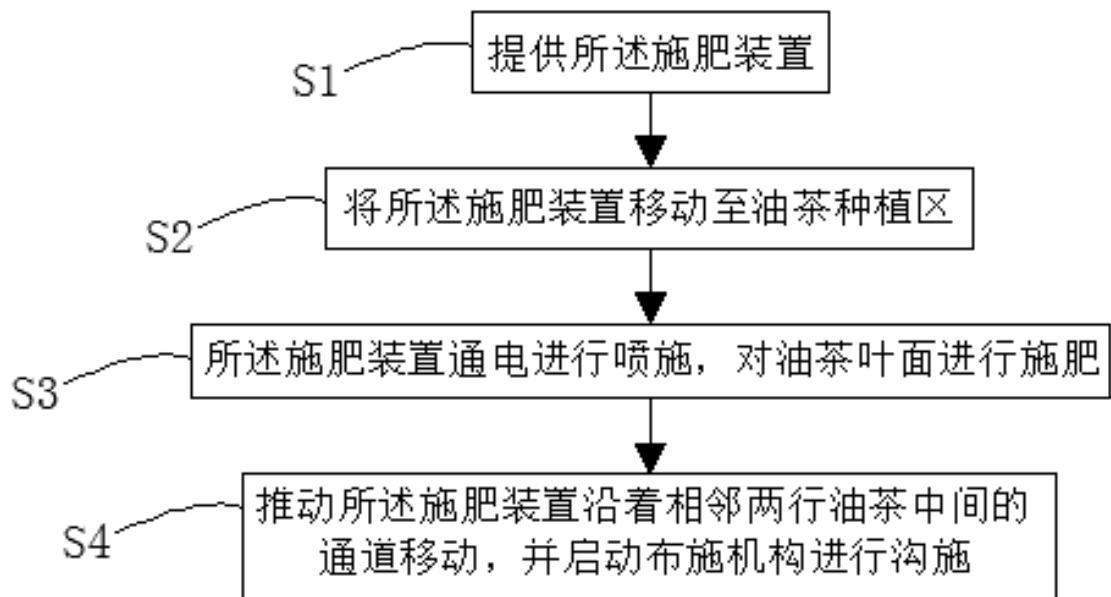 S1
提供所述施肥装置
S2
将所述施肥装置移动至油茶种植区
S3
所述施肥装置通电进行喷施，对油茶叶面进行施肥
S4
推动所述施肥装置沿着相邻两行油茶中间的
通道移动，并启动布施机构进行沟施